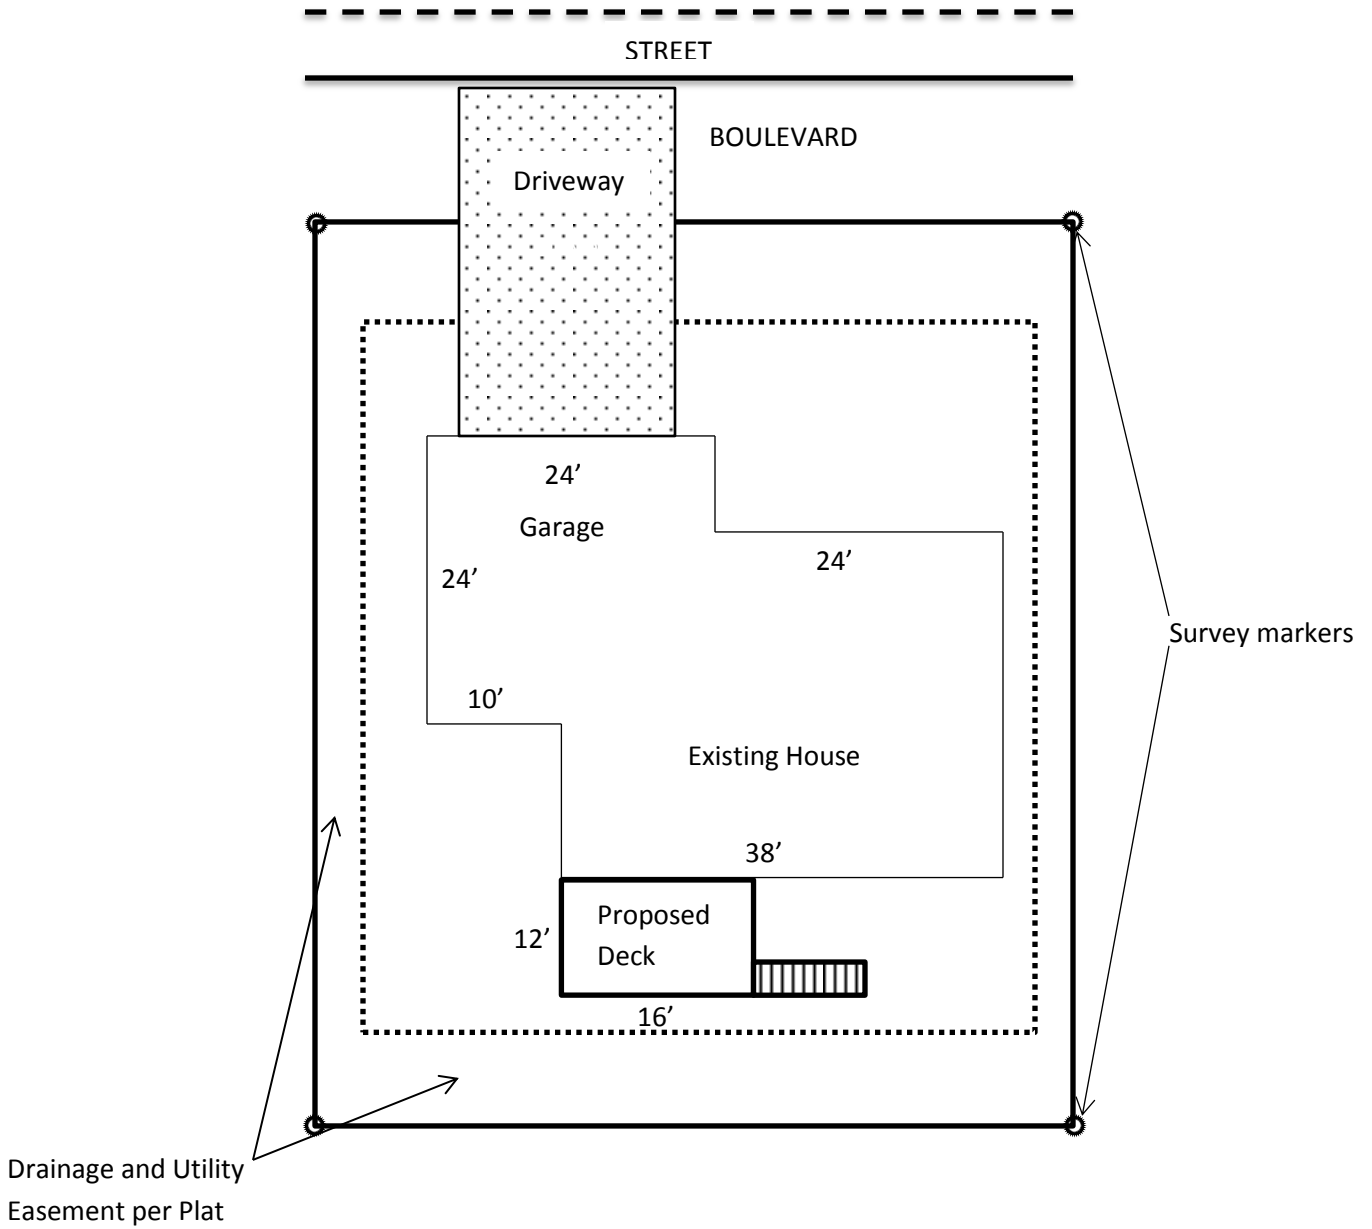 STREET
BOULEVARD
Driveway
24’
Garage
24’
24’
Survey markers
10’
Existing House
38’
Proposed
Deck
12’
16’
Drainage and Utility
Easement per Plat